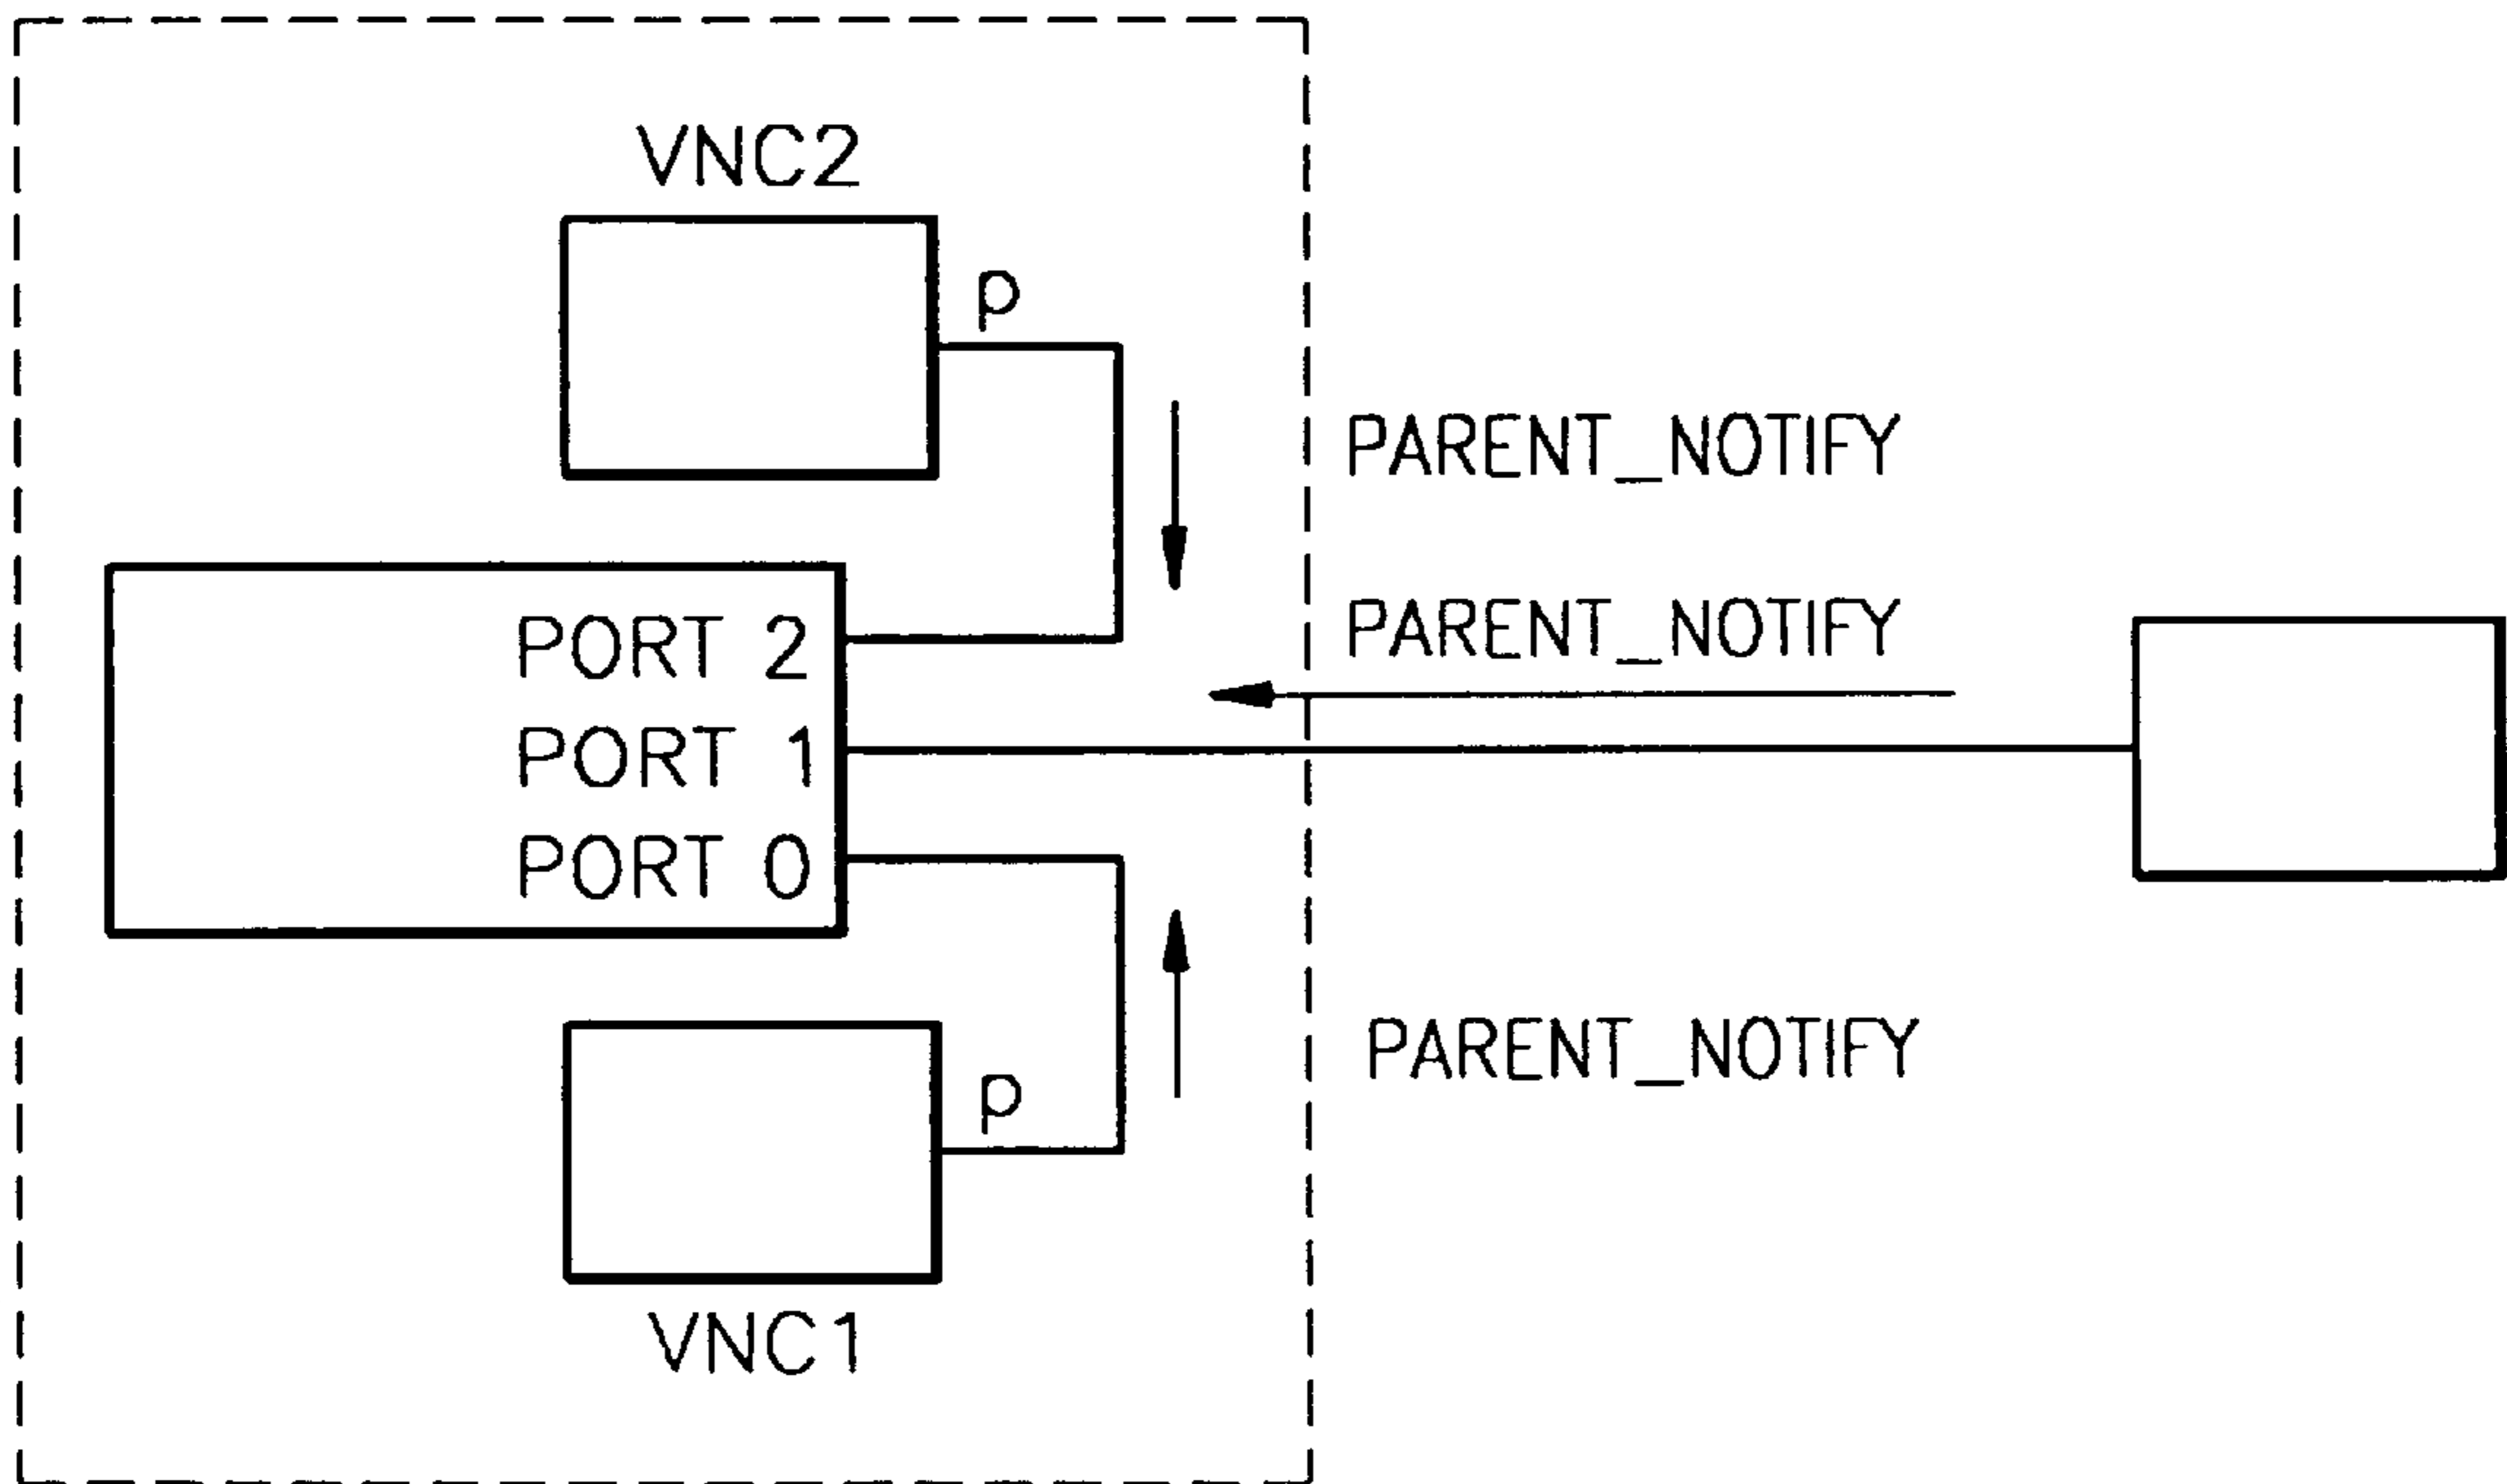 VNC2
p
PARENT_NOTIFY
PARENT_NOTIFY
PORT 2
PORT 1
PORT 0
PARENT_NOTIFY
p
VNC1